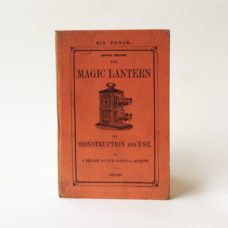 SIX PENCE.
THE
MAGIC LANTERN
ITS
CONSTRUCTION AND USE,
BY
A FELLOW OF THE CHEMICAL SOCIETY.